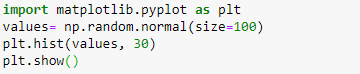 import matplotlib.pyplot as plt
values= np.random.normal(size=100)
plt.hist(values, 30)
plt.show()